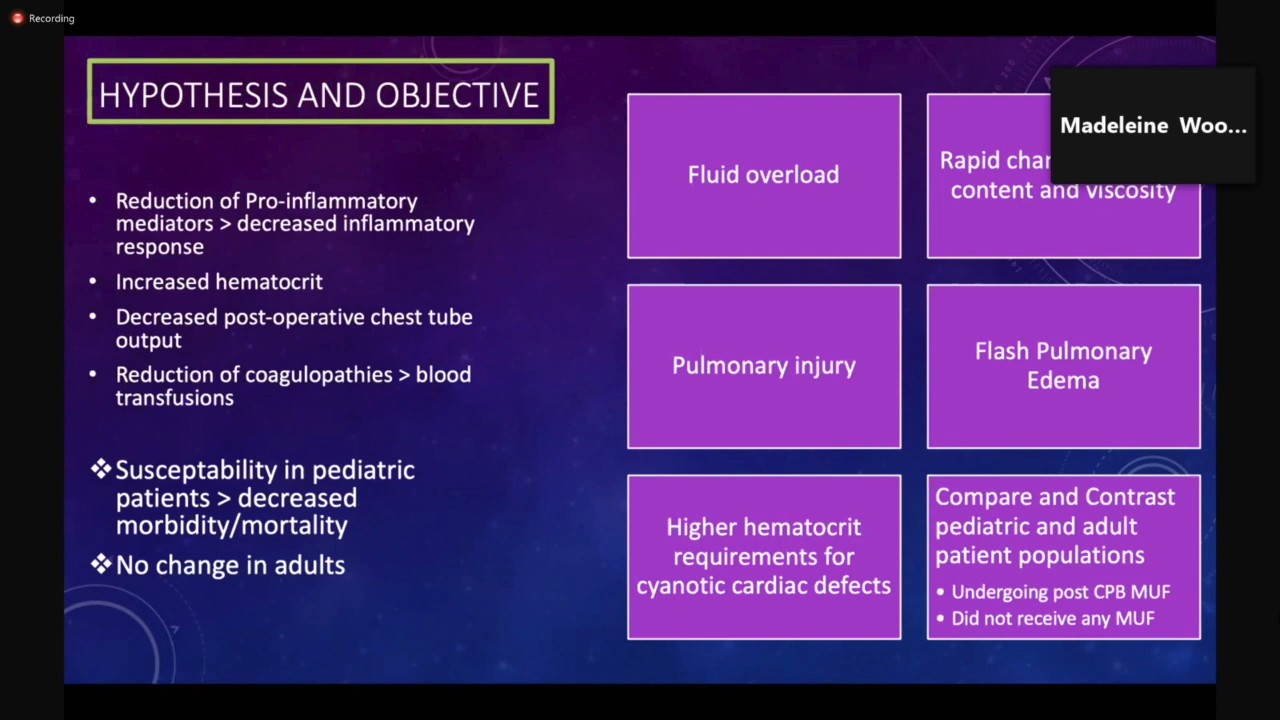 Recording
HYPOTHESIS AND OBJECTIVE
• Reduction of Pro-inflammatory
mediators > decreased inflammatory
response
• Increased hematocrit
• Decreased post-operative chest tube
output
• Reduction of coagulopathies > blood
transfusions
❖Susceptability in pediatric
patients > decreased
morbidity/mortality
❖No change in adults
Fluid overload
Madeleine Woo...
Rapid
content and viscosity
Pulmonary injury
Flash Pulmonary
Edema
Higher hematocrit
requirements for
cyanotic cardiac defects
Compare and Contrast
pediatric and adult
patient populations
• Undergoing post CPB MUF
• Did not receive any MUF